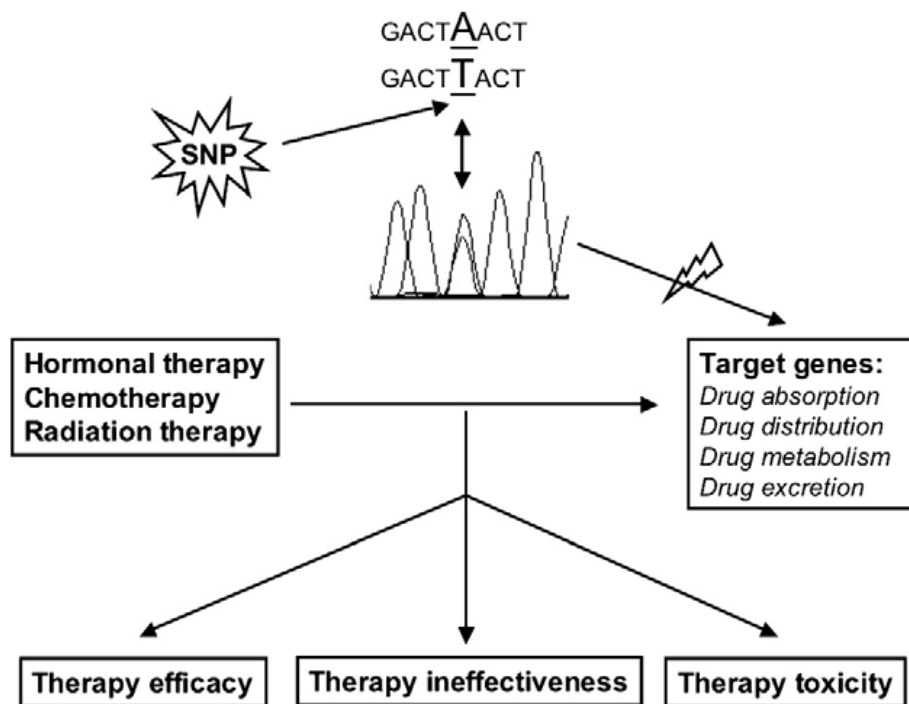 GACTAACT
GACTTACT
SNP
Hormonal therapy
Chemotherapy
Radiation therapy
Target genes:
Drug absorption
Drug distribution
Drug metabolism
Drug excretion
Therapy efficacy
Therapy ineffectiveness
Therapy toxicity